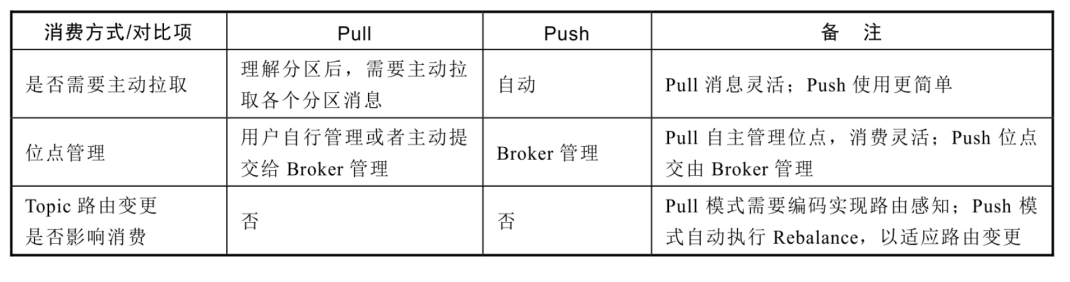 消费方式/对比项 Pull Push 备 注
是否需要主动拉取
理解分区后，需要主动拉
取各个分区消息
自动
Pull 消息灵活；Push 使用更简单
位点管理
用户自行管理或者主动提
交给 Broker 管理
Broker 管理
Pull 自主管理位点，消费灵活；Push 位点
交由 Broker 管理
Topic 路由变更
是否影响消费
否
否
Pull 模式需要编码实现路由感知；Push 模
式自动执行 Rebalance，以适应路由变更